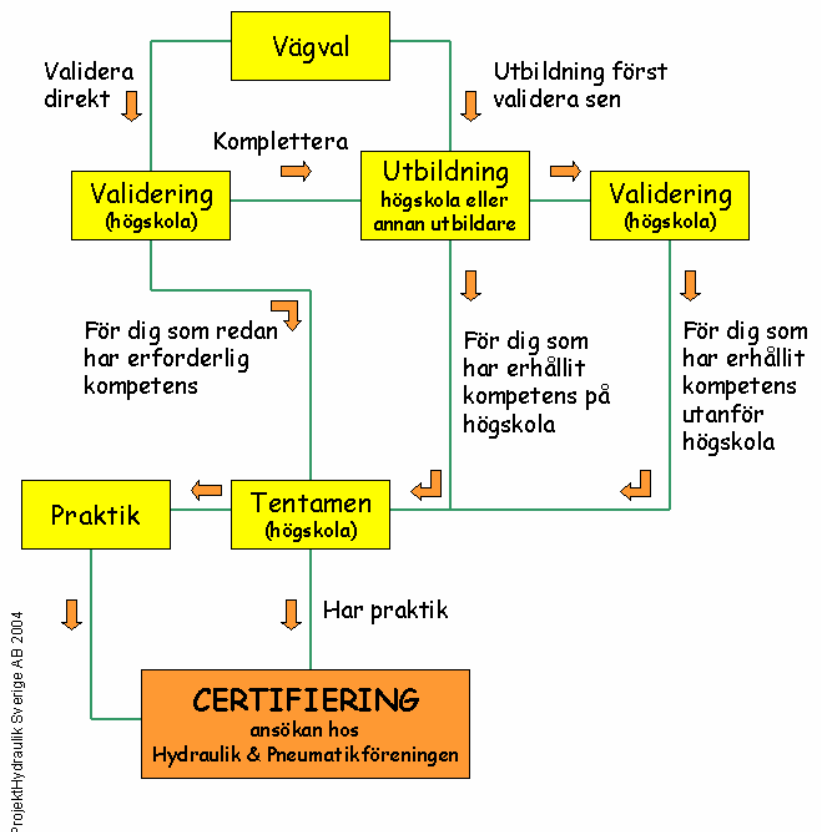 Vägval
Validera
direkt
Utbildning först
validera sen
Komplettera
Validering
(högskola)
Utbildning
högskola eller
annan utbildare
Validering
(högskola)
För dig som redan
har erforderlig
kompetens
För dig som
har erhållit
kompetens på
högskola
För dig som
har erhållit
kompetens
utanför
högskola
Praktik
Tentamen
(högskola)
Har praktik
CERTIFIERING
ansökan hos
Hydraulik & Pneumatikföreningen
ProjektHydraulik Sverige AB 2004